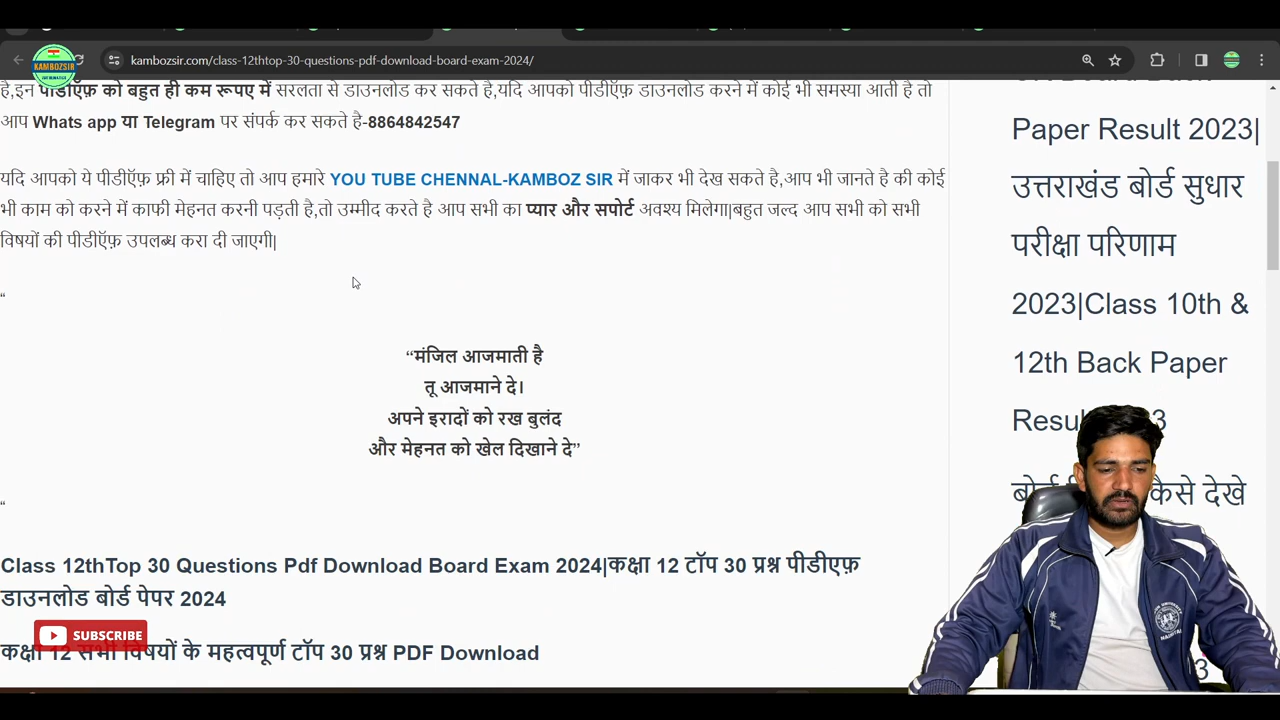 KAMBOZSIR
kambozsir.com/class-12thtop-30-questions-pdf-download-board-exam-2024/
है,इन पीडीऍफ़ को बहुत ही कम रूपए में सरलता से डाउनलोड कर सकते है,यदि आपको पीडीऍफ़ डाउनलोड करने में कोई भी समस्या आती है तो
आप Whats app या Telegram पर संपर्क कर सकते है-8864842547
यदि आपको ये पीडीऍफ़ फ्री में चाहिए तो आप हमारे YOU TUBE CHENNAL-KAMBOZ SIR में जाकर भी देख सकते है,आप भी जानते है की कोई
भी काम को करने में काफी मेहनत करनी पड़ती है,तो उम्मीद करते है आप सभी का प्यार और सपोर्ट अवश्य मिलेगा|बहुत जल्द आप सभी को सभी
विषयों की पीडीऍफ़ उपलब्ध करा दी जाएगी|
“
“मंजिल आजमाती है
तू आजमाने दे।
अपने इरादों को रख बुलंद
और मेहनत को खेल दिखाने दे”
“
Class 12thTop 30 Questions Pdf Download Board Exam 2024|कक्षा 12 टॉप 30 प्रश्न पीडीएफ़
डाउनलोड बोर्ड पेपर 2024
SUBSCRIBE
कक्षा 12 सभी विषयों के महत्वपूर्ण टॉप 30 प्रश्न PDF Download
Paper Result 2023|
उत्तराखंड बोर्ड सुधार
परीक्षा परिणाम
2023|Class 10th &
12th Back Paper
कैसे देखे